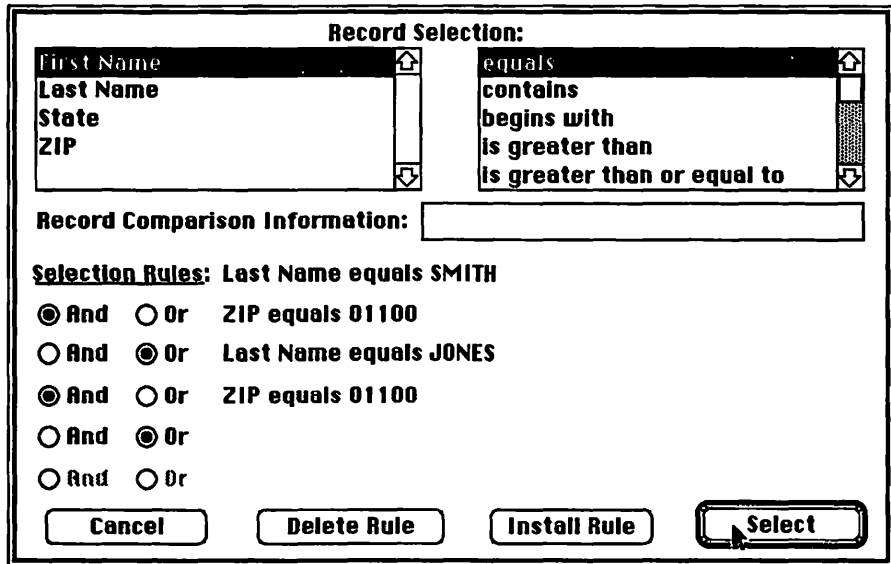 Record Selection:
First Name
Last Name
State
ZIP
equals
contains
begins with
is greater than
is greater than or equal to
Record Comparison Information:
Selection Rules: Last Name equals SMITH
And Or ZIP equals 01100
And Or Last Name equals JONES
And Or ZIP equals 01100
And Or
And Or
Cancel Delete Rule Install Rule Select